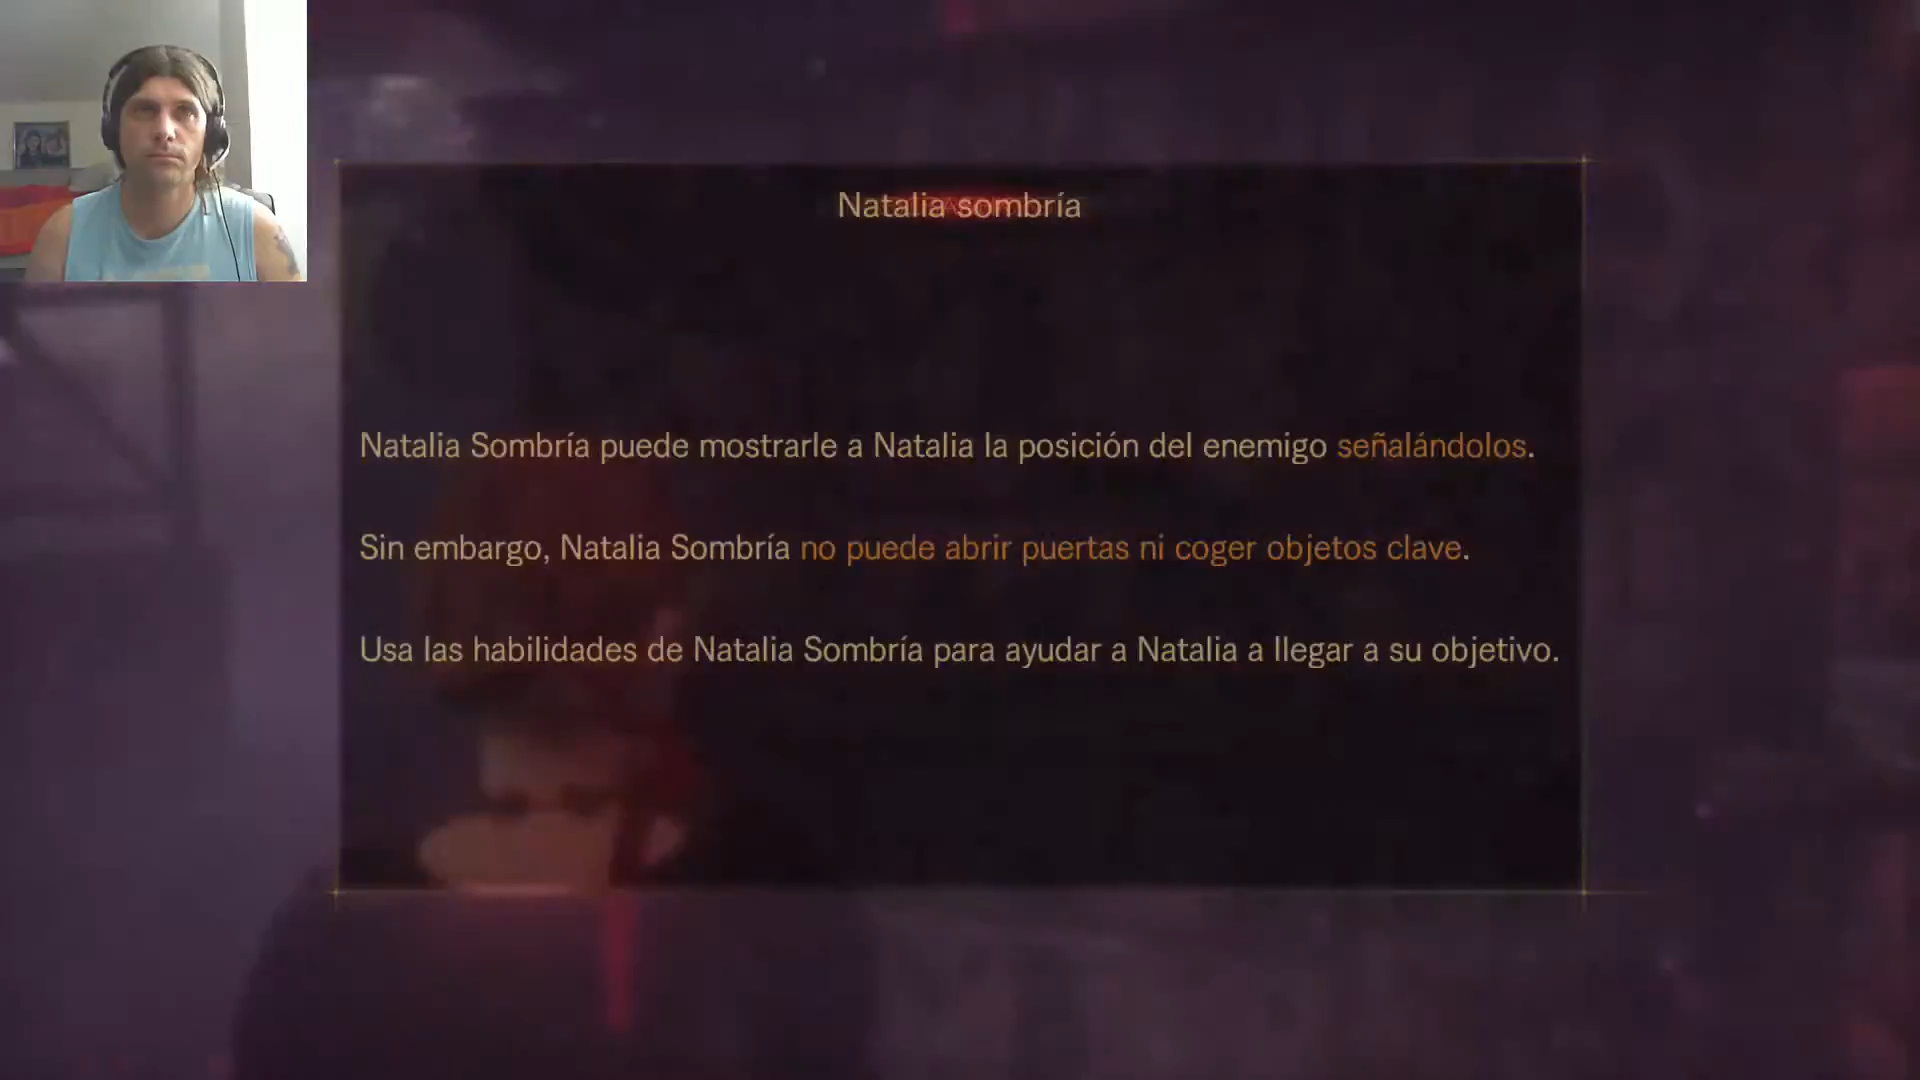 Natalia sombría
Natalia Sombría puede mostrarle a Natalia la posición del enemigo señalándolos.
Sin embargo, Natalia Sombría no puede abrir puertas ni coger objetos clave.
Usa las habilidades de Natalia Sombría para ayudar a Natalia a llegar a su objetivo.